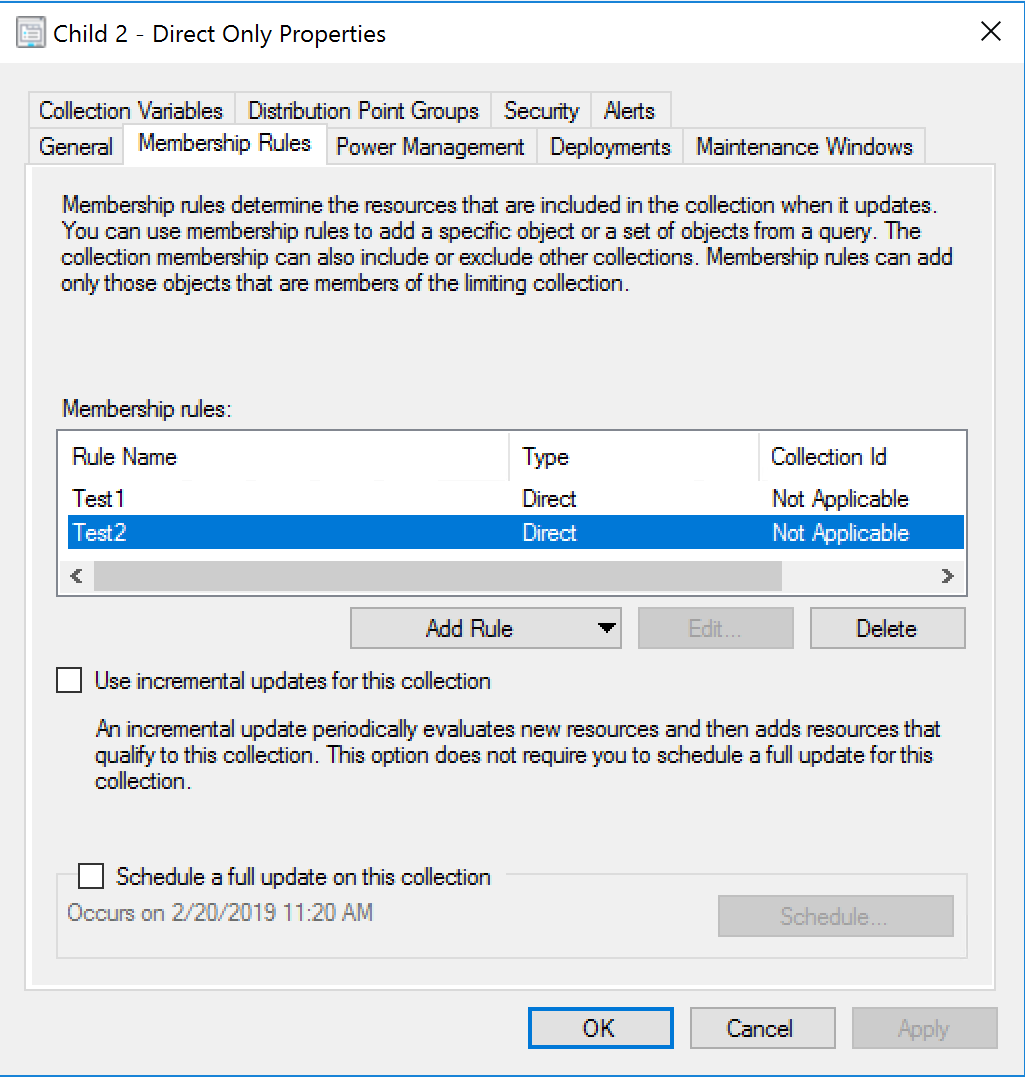 Child 2 - Direct Only Properties
Collection Variables Distribution Point Groups Security Alerts
General Membership Rules Power Management Deployments Maintenance Windows
Membership rules determine the resources that are included in the collection when it updates.
You can use membership rules to add a specific object or a set of objects from a query. The
collection membership can also include or exclude other collections. Membership rules can add
only those objects that are members of the limiting collection.
Membership rules:
Rule Name Type Collection Id
Test1 Direct Not Applicable
Test2 Direct Not Applicable
Add Rule Edit... Delete
Use incremental updates for this collection
An incremental update periodically evaluates new resources and then adds resources that
qualify to this collection. This option does not require you to schedule a full update for this
collection.
Schedule a full update on this collection
Occurs on 2/20/2019 11:20 AM
Schedule...
OK Cancel Apply